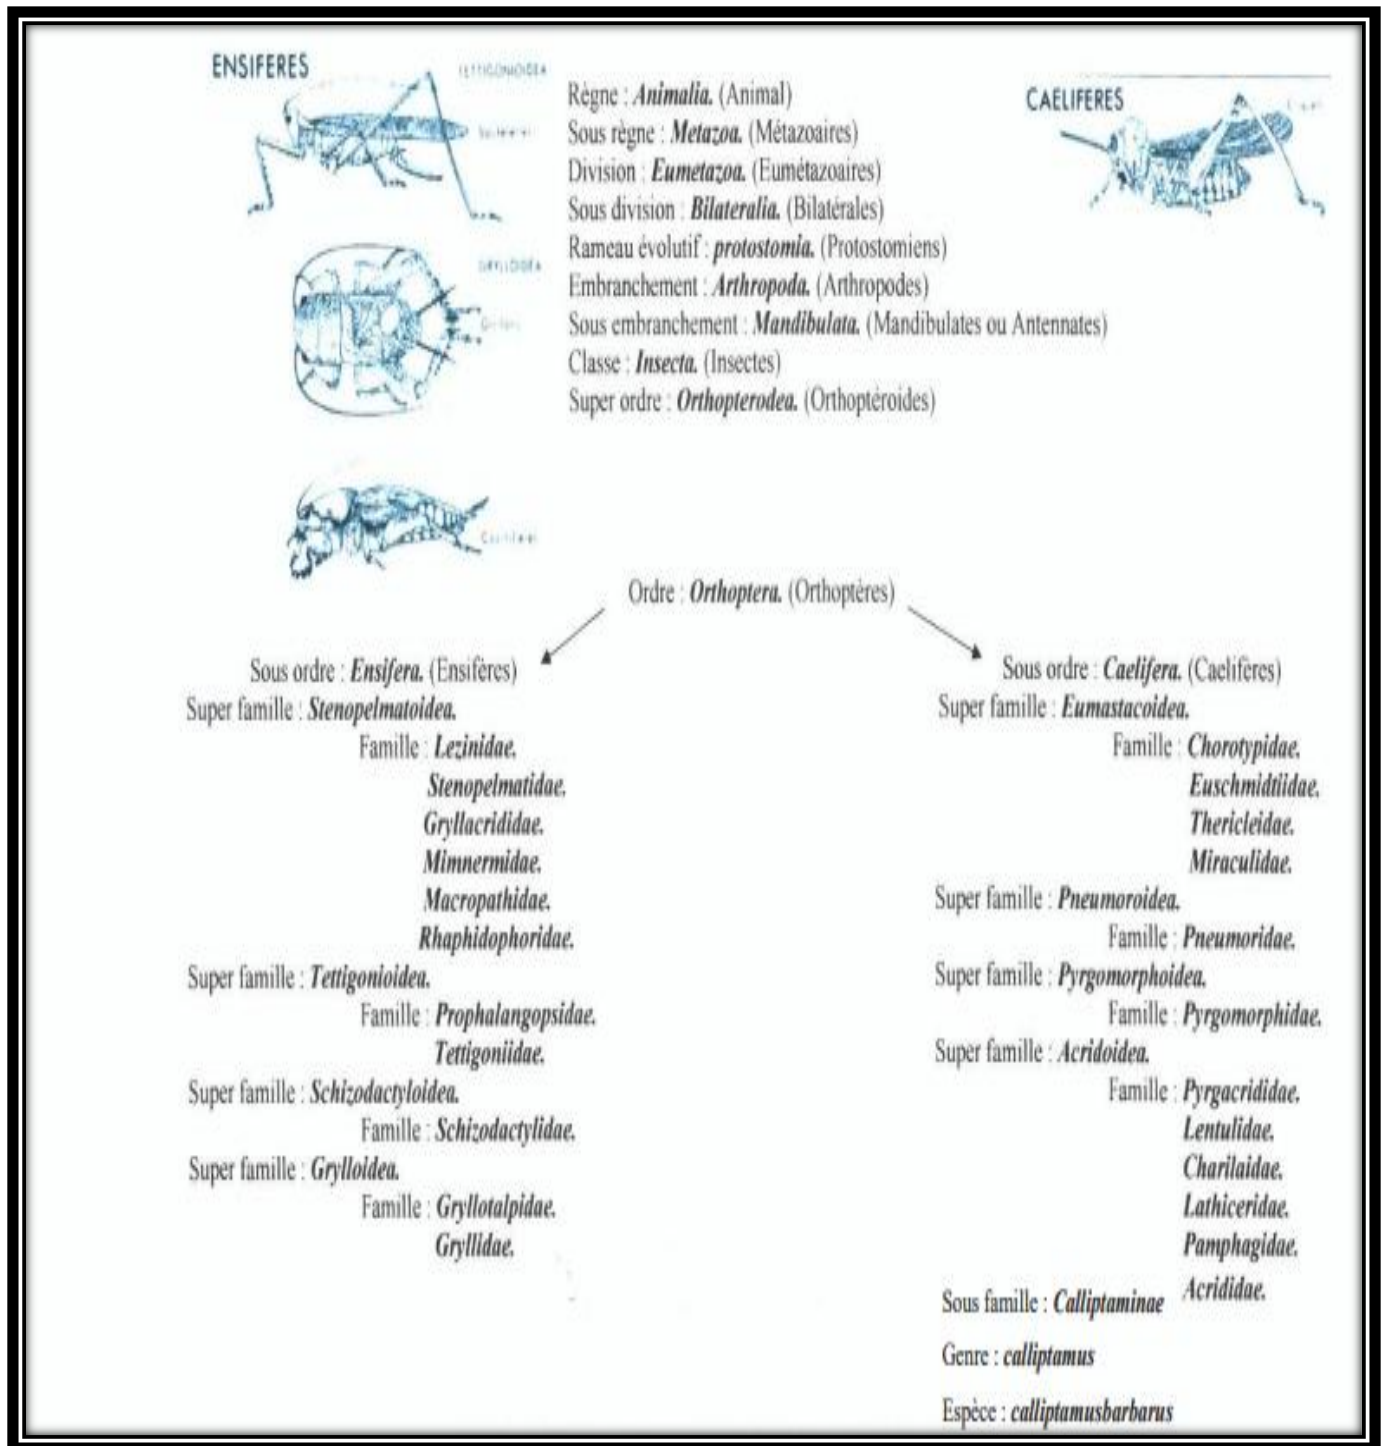 ENSIFERES
TETTIGONIOIDEA
CAELIFERES
GRYLLOIDEA
Règne : Animalia. (Animal)
Sous règne : Metazoa. (Métazoaires)
Division : Eumetazoa. (Eumétazoaires)
Sous division : Bilateralia. (Bilatérales)
Rameau évolutif : protostomia. (Protostomiens)
Embranchement : Arthropoda. (Arthropodes)
Sous embranchement : Mandibulata. (Mandibulates ou Antennates)
Classe : Insecta. (Insectes)
Super ordre : Orthopterodea. (Orthoptéroides)
Ordre : Orthoptera. (Orthoptères)
Sous ordre : Ensifera. (Ensifères)
Super famille : Stenopelmatoidea.
Famille : Lezinidae.
Stenopelmatidae.
Gryllacrididae.
Mimnermidae.
Macropathidae.
Rhaphidophoridae.
Super famille : Tettigonioidea.
Famille : Prophalangopsidae.
Tettigoniidae.
Super famille : Schizodactyloidea.
Famille : Schizodactylidae.
Super famille : Grylloidea.
Famille : Gryllotalpidae.
Gryllidae.
Sous ordre : Caelifera. (Caelifères)
Super famille : Eumastacoidea.
Famille : Chorotypidae.
Euschmidtiidae.
Thericleidae.
Miraculidae.
Super famille : Pneumoroidea.
Famille : Pneumoridae.
Super famille : Pyrgomorphoidea.
Famille : Pyrgomorphidae.
Super famille : Acridoidea.
Famille : Pyrgacrididae.
Lentulidae.
Charilaidae.
Lathiceridae.
Pamphagidae.
Acrididae.
Sous famille : Calliptaminae
Genre : calliptamus
Espèce : calliptamusbarbarus